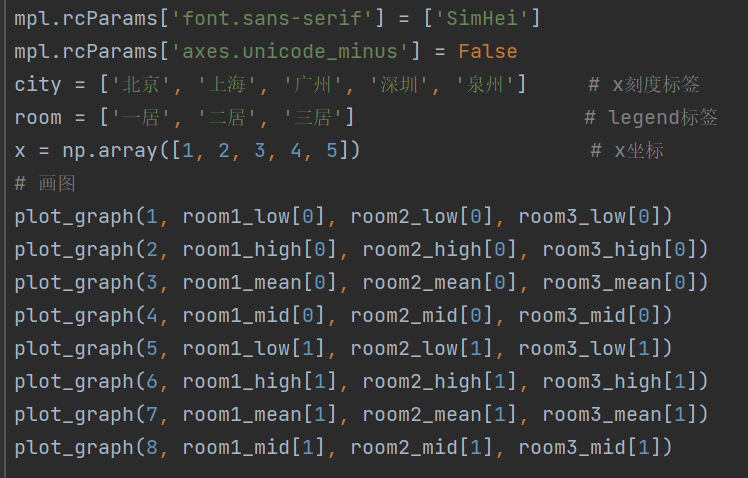 mpl.rcParams['font.sans-serif'] = ['SimHei']
mpl.rcParams['axes.unicode_minus'] = False
city = ['北京', '上海', '广州', '深圳', '泉州']     # x刻度标签
room = ['一居', '二居', '三居']                   # legend标签
x = np.array([1, 2, 3, 4, 5])                   # x坐标
# 画图
plot_graph(1, room1_low[0], room2_low[0], room3_low[0])
plot_graph(2, room1_high[0], room2_high[0], room3_high[0])
plot_graph(3, room1_mean[0], room2_mean[0], room3_mean[0])
plot_graph(4, room1_mid[0], room2_mid[0], room3_mid[0])
plot_graph(5, room1_low[1], room2_low[1], room3_low[1])
plot_graph(6, room1_high[1], room2_high[1], room3_high[1])
plot_graph(7, room1_mean[1], room2_mean[1], room3_mean[1])
plot_graph(8, room1_mid[1], room2_mid[1], room3_mid[1])